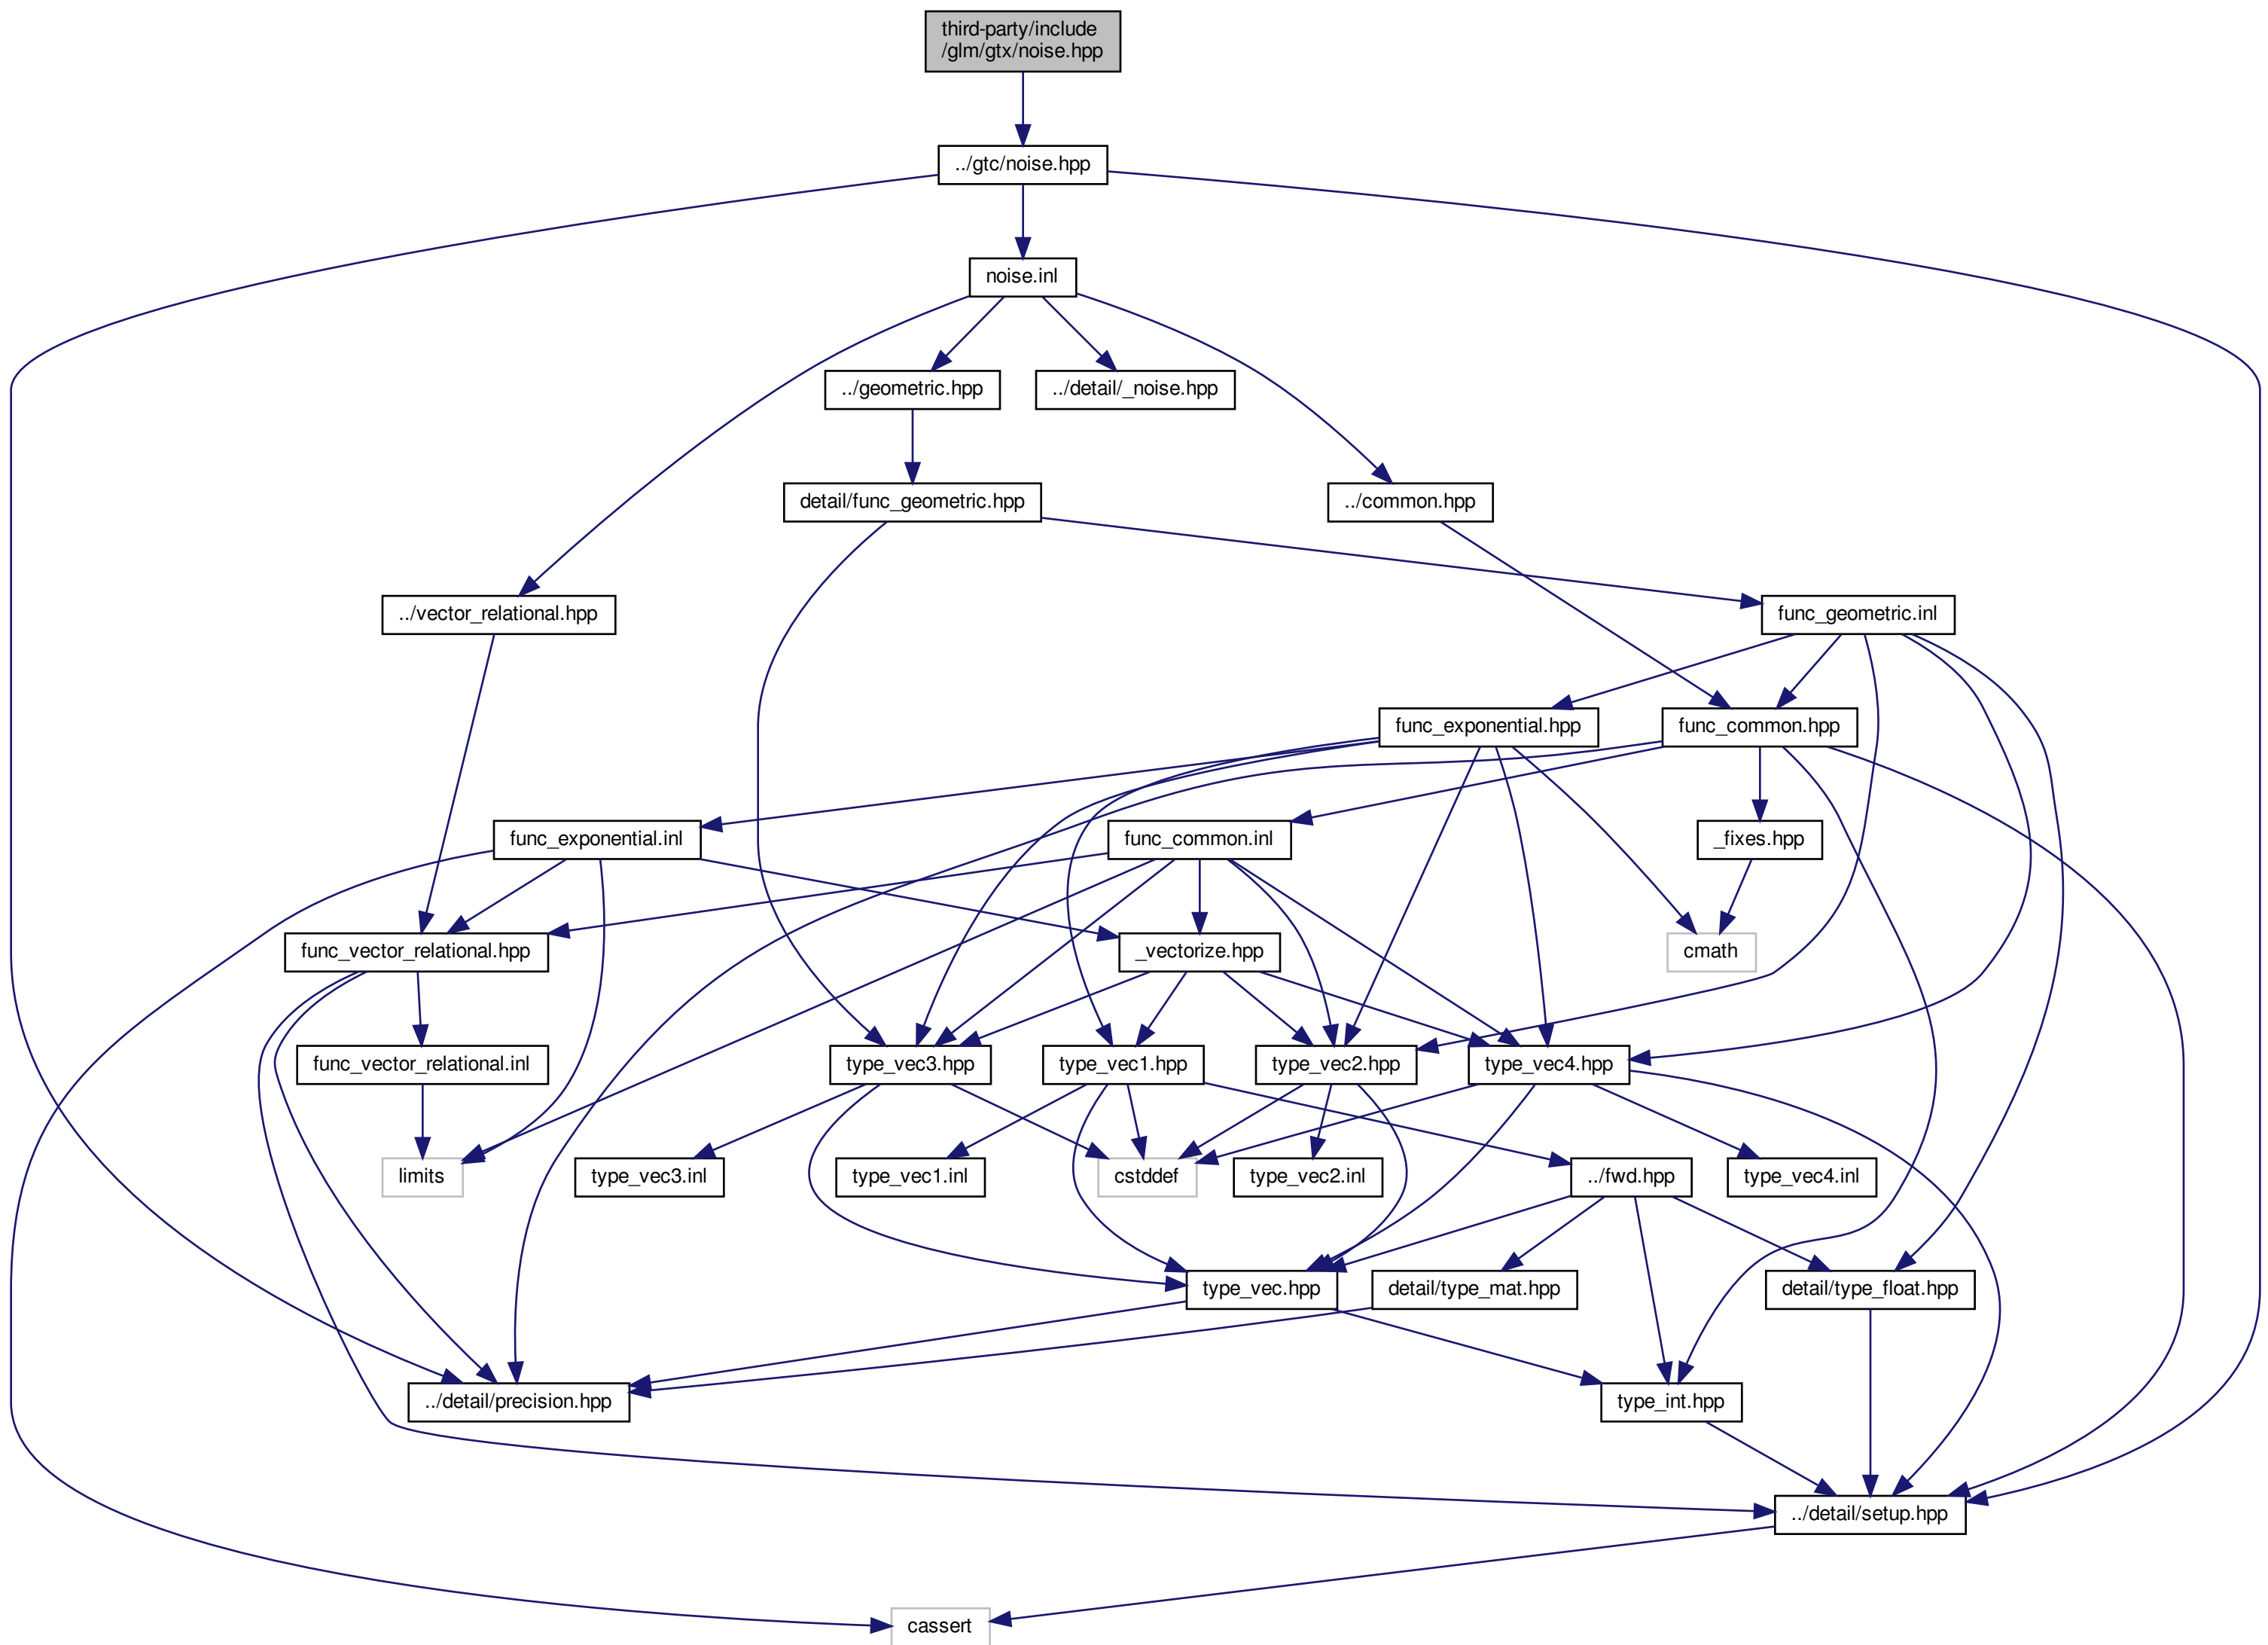 third-party/include
/glm/gtx/noise.hpp
../gtc/noise.hpp
noise.inl
../geometric.hpp
../detail/_noise.hpp
detail/func_geometric.hpp
../common.hpp
../vector_relational.hpp
func_geometric.inl
func_exponential.hpp
func_common.hpp
func_exponential.inl
func_common.inl
_fixes.hpp
func_vector_relational.hpp
_vectorize.hpp
cmath
func_vector_relational.inl
type_vec3.hpp
type_vec1.hpp
type_vec2.hpp
type_vec4.hpp
limits
type_vec3.inl
type_vec1.inl
cstddef
type_vec2.inl
../fwd.hpp
type_vec4.inl
type_vec.hpp
detail/type_mat.hpp
detail/type_float.hpp
../detail/precision.hpp
type_int.hpp
../detail/setup.hpp
cassert